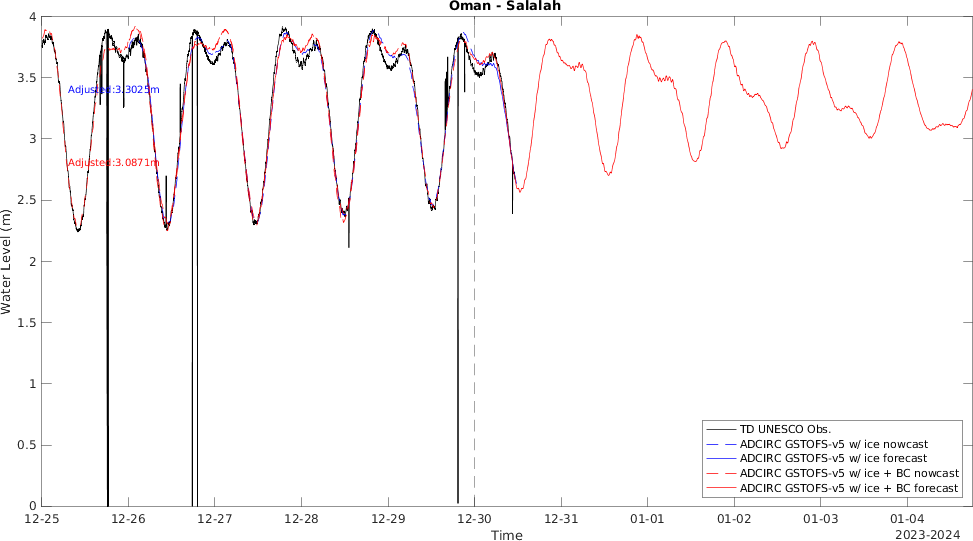 Oman - Salalah
4
3.5
3
2.5
2
1.5
1
0.5
0
Water Level (m)
Adjusted:3.3025m
Adjusted:3.0871m
TD UNESCO Obs.
ADCIRC GSTOFS-v5 w/ ice nowcast
ADCIRC GSTOFS-v5 w/ ice forecast
ADCIRC GSTOFS-v5 w/ ice + BC nowcast
ADCIRC GSTOFS-v5 w/ ice + BC forecast
12-25 12-26 12-27 12-28 12-29 12-30 12-31 01-01 01-02 01-03 01-04
Time
2023-2024